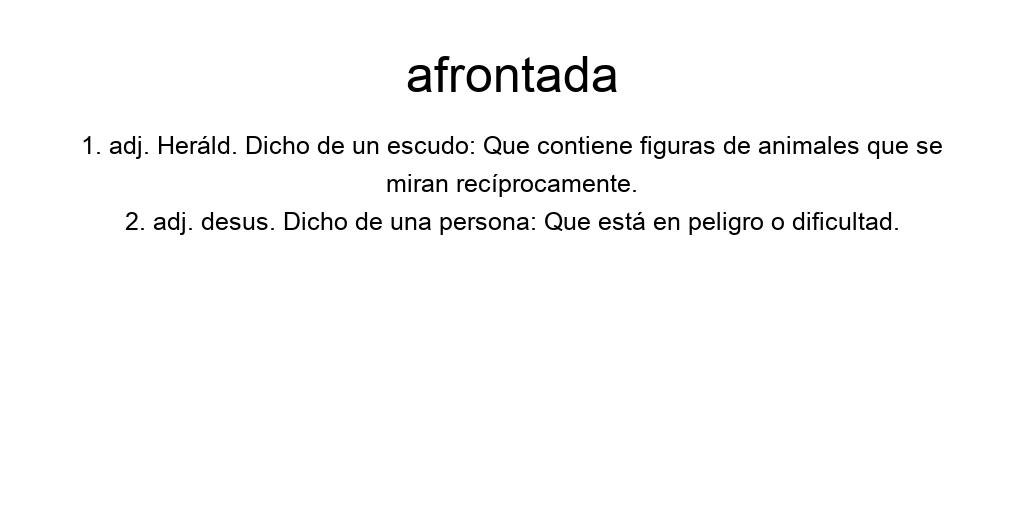 afrontada
1. adj. Heráld. Dicho de un escudo: Que contiene figuras de animales que se
miran recíprocamente.
2. adj. desus. Dicho de una persona: Que está en peligro o dificultad.